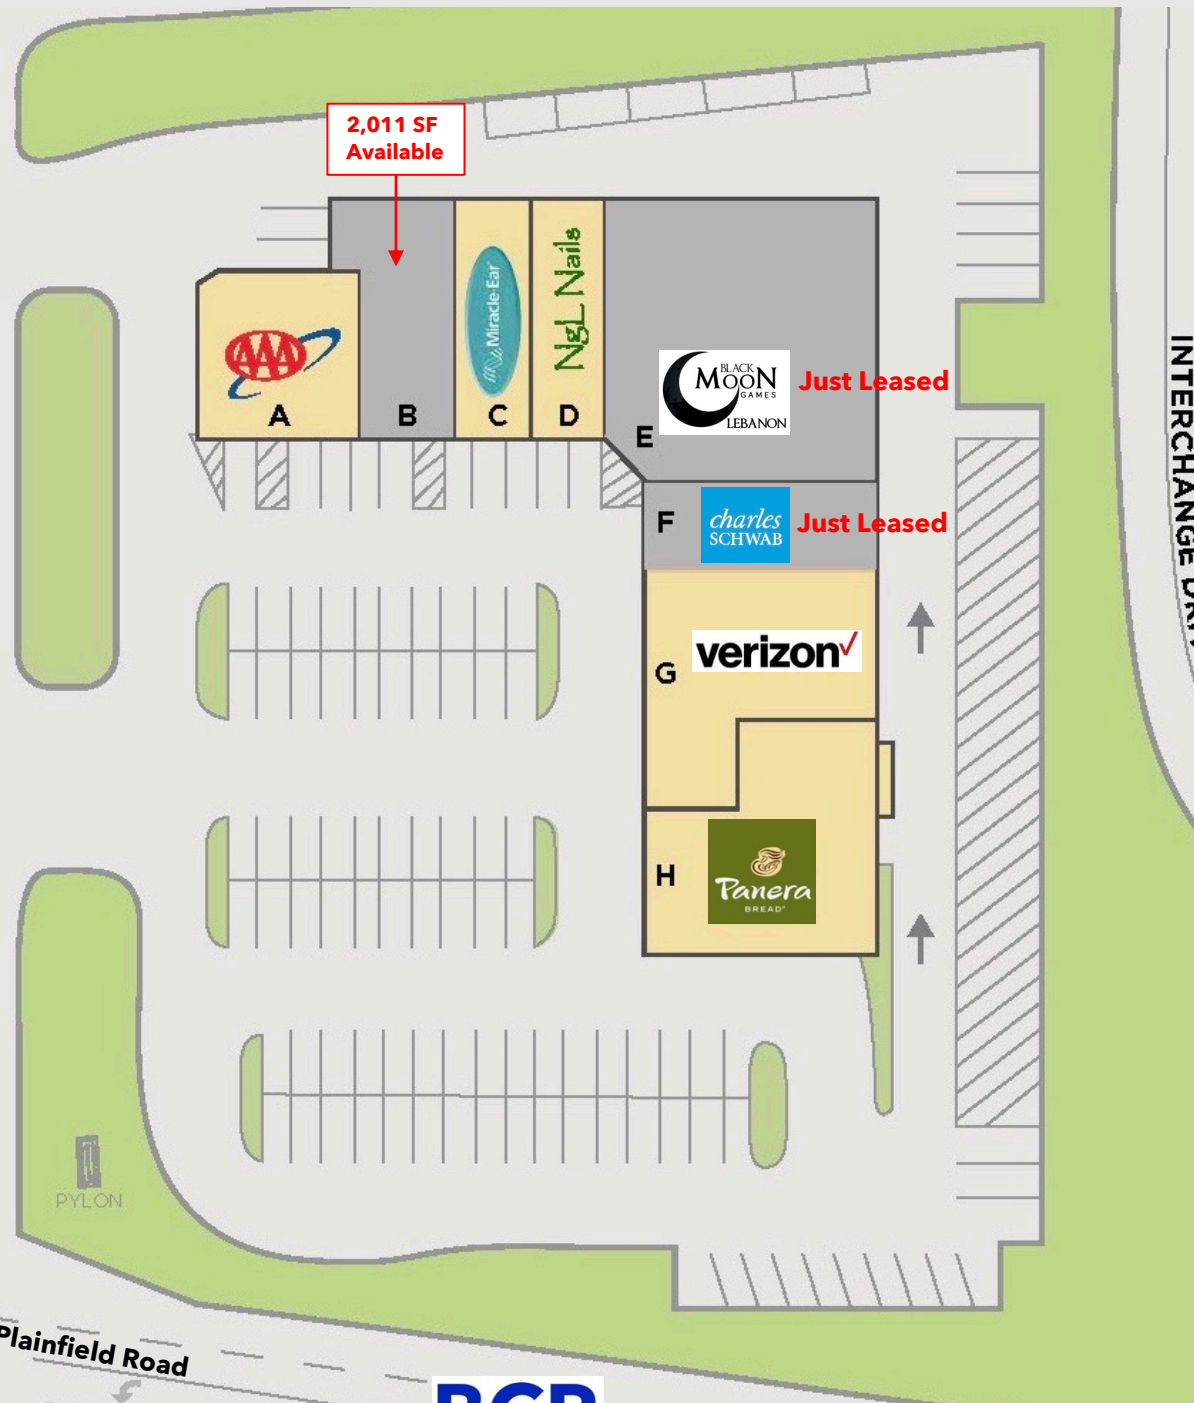 2,011 SF
Available
AAA
A
B
Miracle-Ear
C
NgL Nails
D
BLACK
MOON
GAMES
LEBANON
Just Leased
E
F
charles
SCHWAB
Just Leased
G
verizon
H
Panera
BREAD
INTERCHANGE
PYLON
Plainfield Road